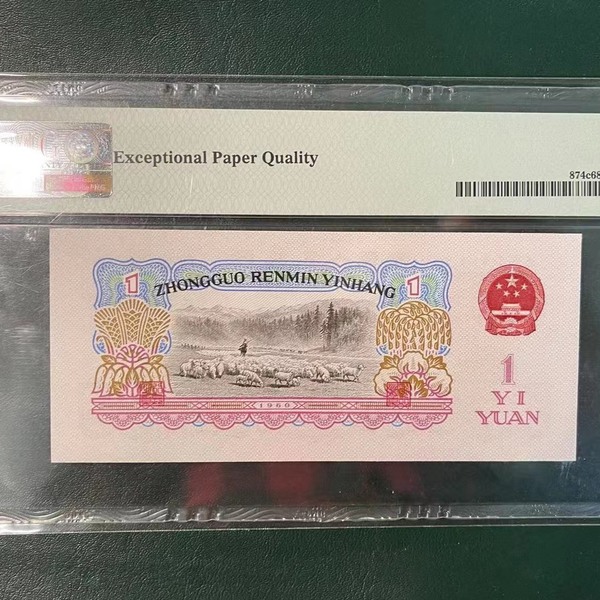 Exceptional Paper Quality
874c68
1 ZHONGGUO RENMIN YINHANG 1
1960
1
YI
YUAN